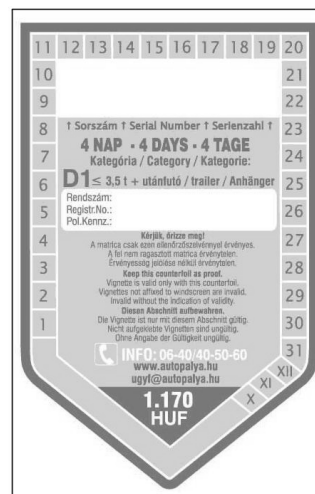 11 12 13 14 15 16 17 18 19 20
10 21
9 22
8 ↑ Sorszám ↑ Serial Number ↑ Serienzahl ↑ 23
4 NAP · 4 DAYS · 4 TAGE
7 Kategória / Category / Kategorie: 24
6 D1 ≤ 3,5 t + utánfutó / trailer / Anhänger 25
Rendszám:
5 Registr.No.: 26
Pol.Kennz.:
4 Kérjük, őrizze meg! 27
A matrica csak ezen ellenőrzőszelvénnyel érvényes.
A fel nem ragasztott matrica érvénytelen.
3 Érvényesség jelölése nélkül érvénytelen. 28
Keep this counterfoil as proof.
Vignette is valid only with this counterfoil.
2 Vignettes not affixed to windscreen are invalid. 29
Invalid without the indication of validity.
Diesen Abschnitt aufbewahren.
1 Die Vignette ist nur mit diesem Abschnitt gültig. 30
Nicht aufgeklebte Vignetten sind ungültig.
Ohne Angabe der Gültigkeit ungültig.
INFO: 06-40/40-50-60 31
www.autopalya.hu
ugyf@autopalya.hu
X XI XII
1.170
HUF